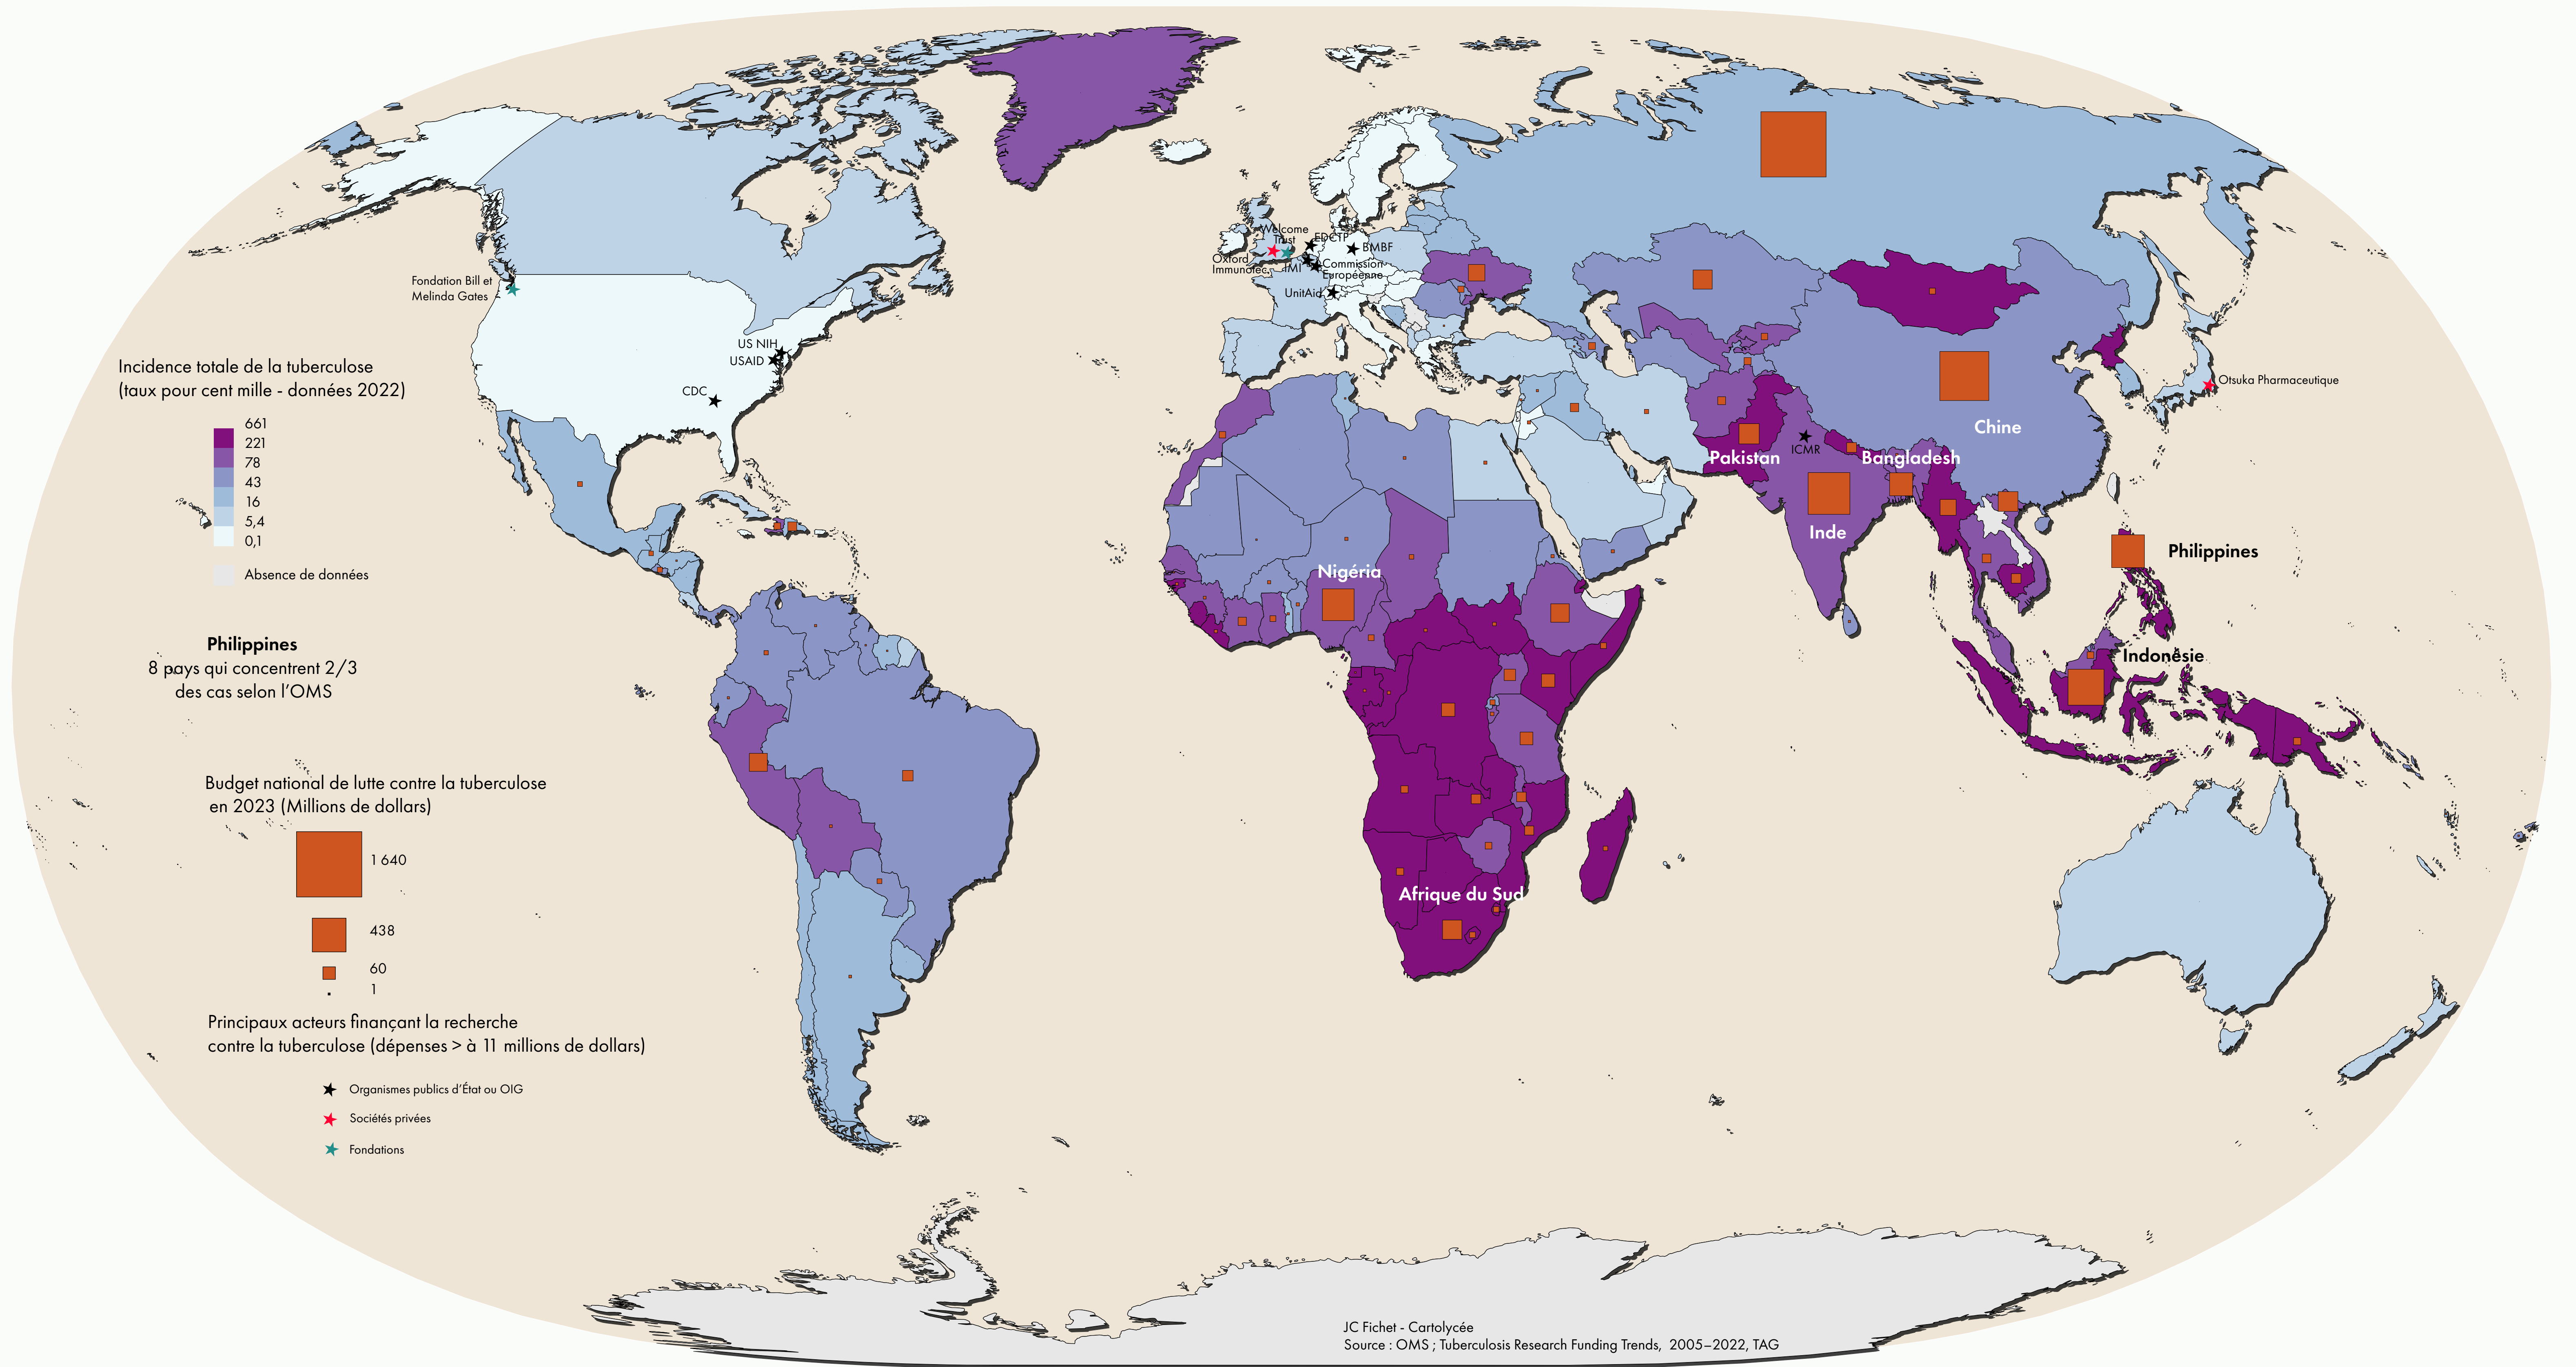 Incidence totale de la tuberculose
(taux pour cent mille - données 2022)
661
221
78
43
16
5,4
0,1
Absence de données
Philippines
8 pays qui concentrent 2/3
des cas selon l'OMS
Budget national de lutte contre la tuberculose
en 2023 (Millions de dollars)
1 640
438
60
1
Principaux acteurs finançant la recherche
contre la tuberculose (dépenses > à 11 millions de dollars)
Organismes publics d'État ou OIG
Sociétés privées
Fondations
Fondation Bill et
Melinda Gates
US NIH
USAID
CDC
Welcome
Trust
EDCTP
BMBF
Oxford
Immunotec
IMI
Commission
Européenne
UnitAid
Otsuka Pharmaceutique
Chine
ICMR
Pakistan
Bangladesh
Inde
Philippines
Nigéria
Indonésie
Afrique du Sud
JC Fichet - Cartolycée
Source : OMS ; Tuberculosis Research Funding Trends, 2005–2022, TAG